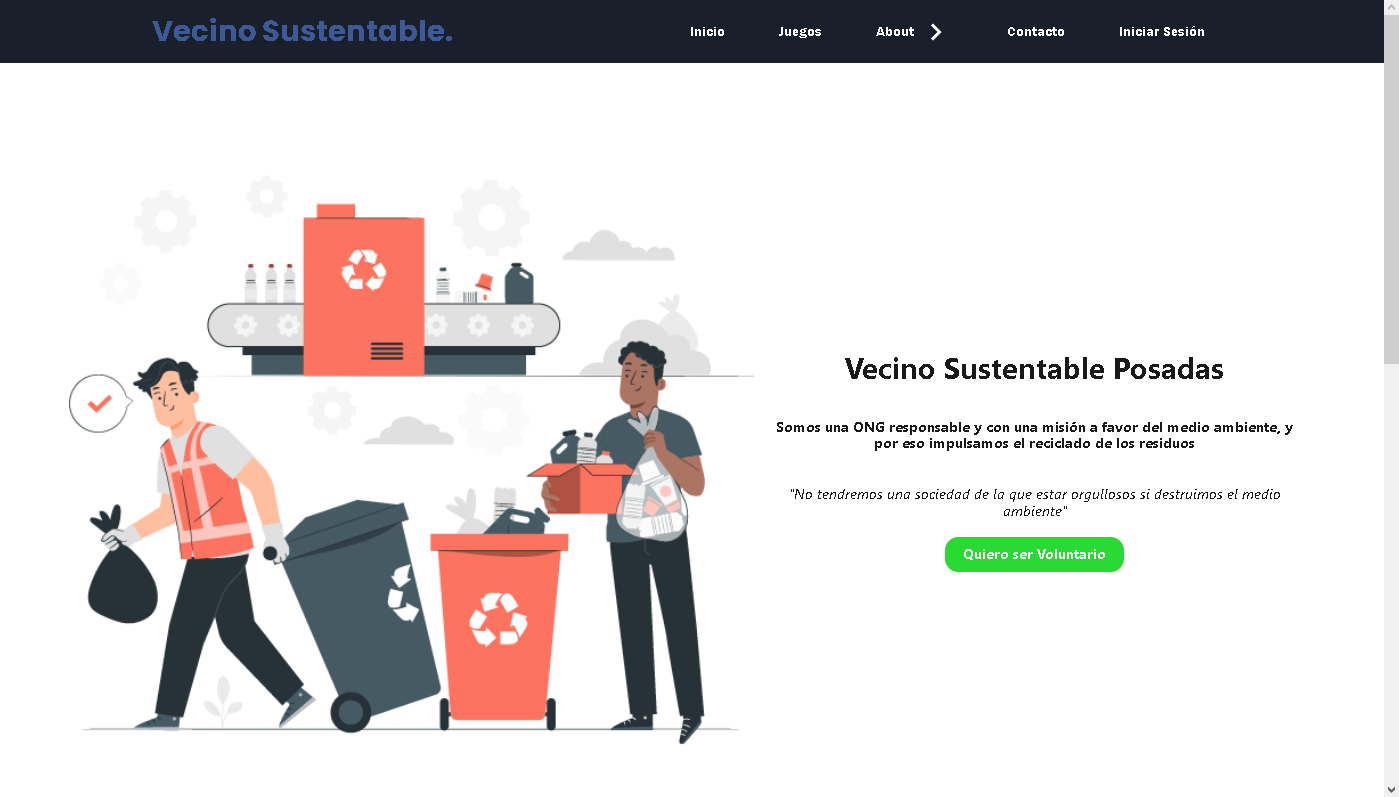 Vecino Sustentable.
Inicio
Juegos
About
Contacto
Iniciar Sesión
Vecino Sustentable Posadas
Somos una ONG responsable y con una misión a favor del medio ambiente, y
por eso impulsamos el reciclado de los residuos
"No tendremos una sociedad de la que estar orgullosos si destruimos el medio
ambiente"
Quiero ser Voluntario